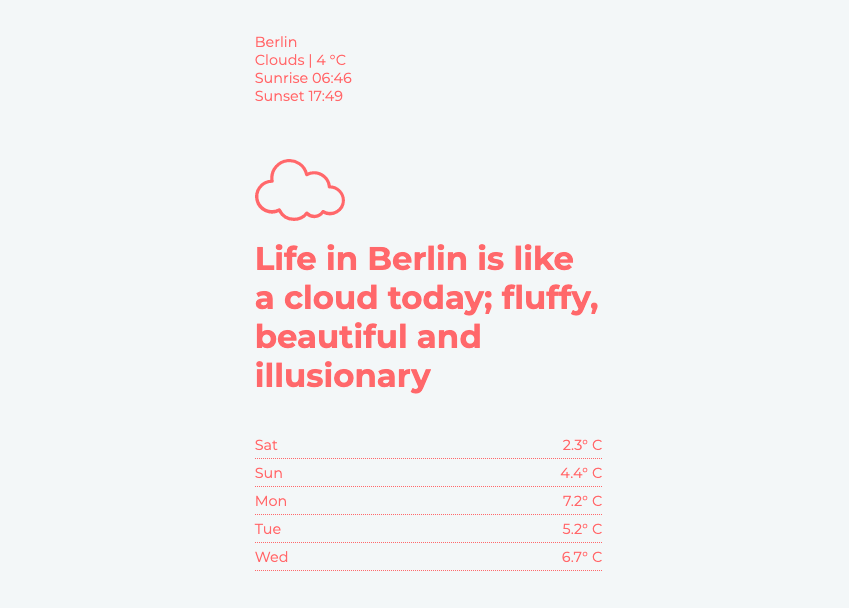 Berlin
Clouds | 4 °C
Sunrise 06:46
Sunset 17:49
Life in Berlin is like
a cloud today; fluffy,
beautiful and
illusionary
Sat 2.3° C
Sun 4.4° C
Mon 7.2° C
Tue 5.2° C
Wed 6.7° C